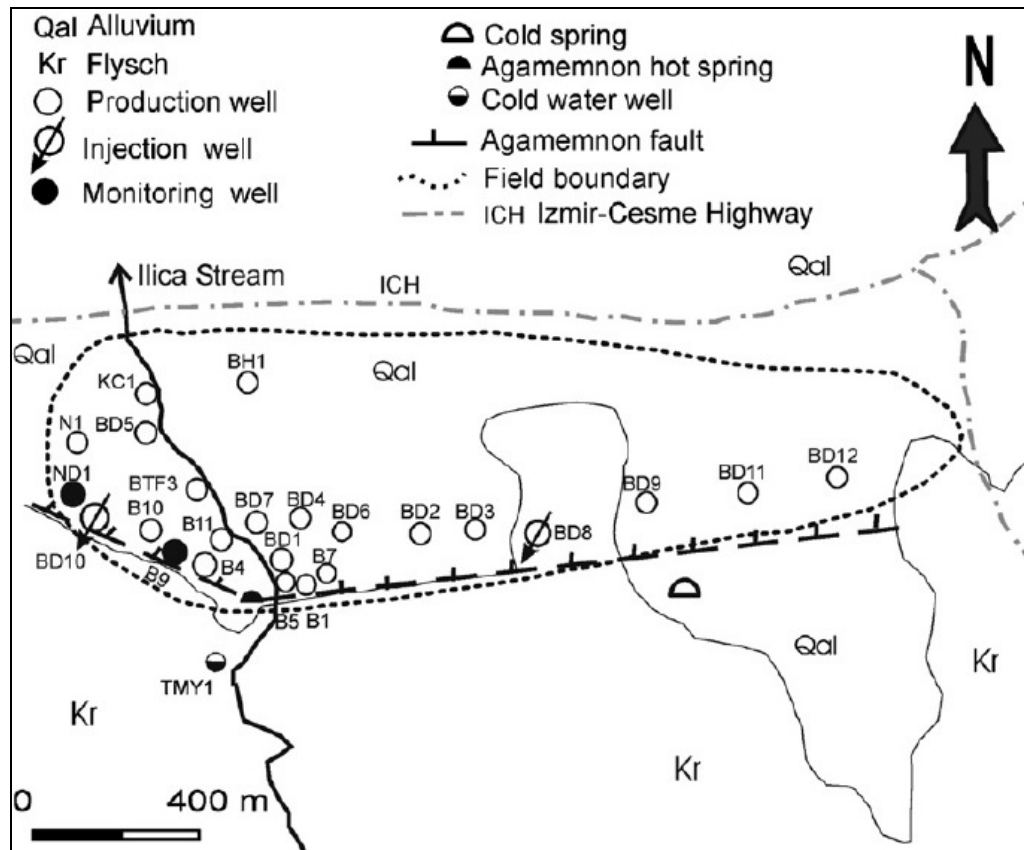 Qal Alluvium
Kr Flysch
Production well
Injection well
Monitoring well
Cold spring
Agamemnon hot spring
Cold water well
Agamemnon fault
Field boundary
ICH Izmir-Cesme Highway
N
Qal
Ilica Stream
ICH
Qal
BH1
Qal
KC1
N1
BD5
ND1
BTF3
BD9
BD11
BD12
B10
B11
BD7
BD4
BD6
BD2
BD3
BD8
BD10
B9
B4
BD1
B7
B5 B1
TMY1
Qal
Kr
Kr
Kr
0 400 m